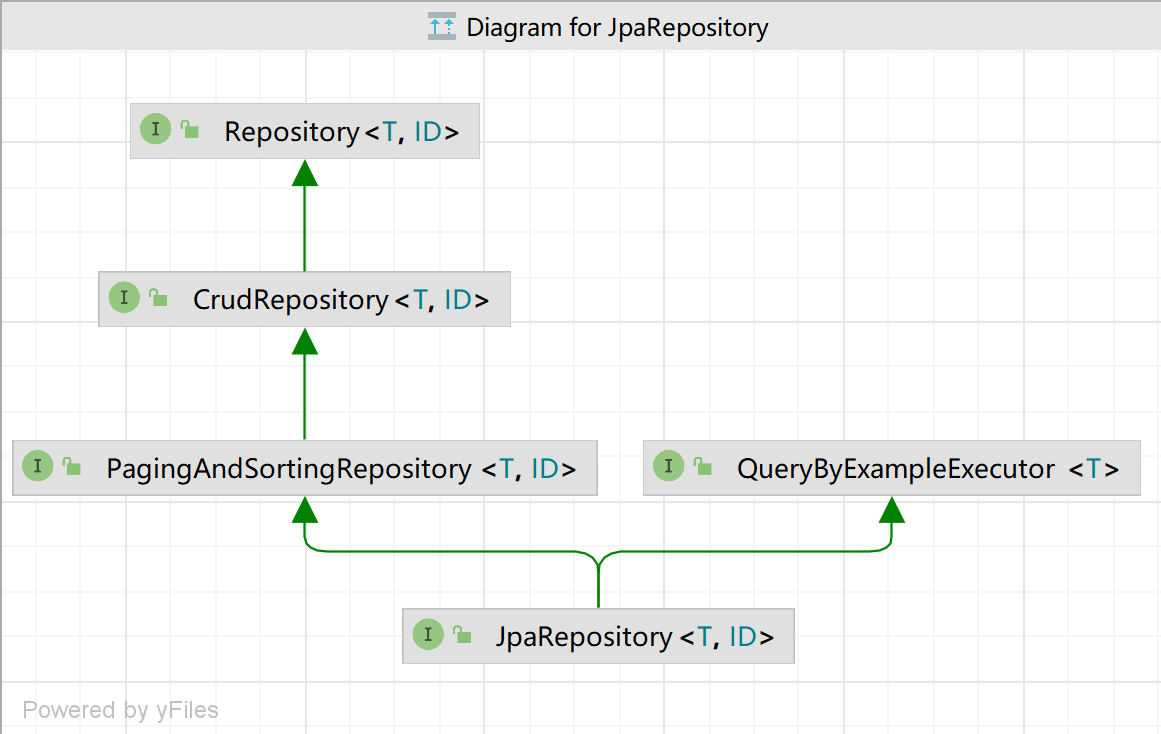 Diagram for JpaRepository
I Repository<T, ID>
I CrudRepository<T, ID>
I PagingAndSortingRepository <T, ID>
I QueryByExampleExecutor <T>
I JpaRepository<T, ID>
Powered by yFiles